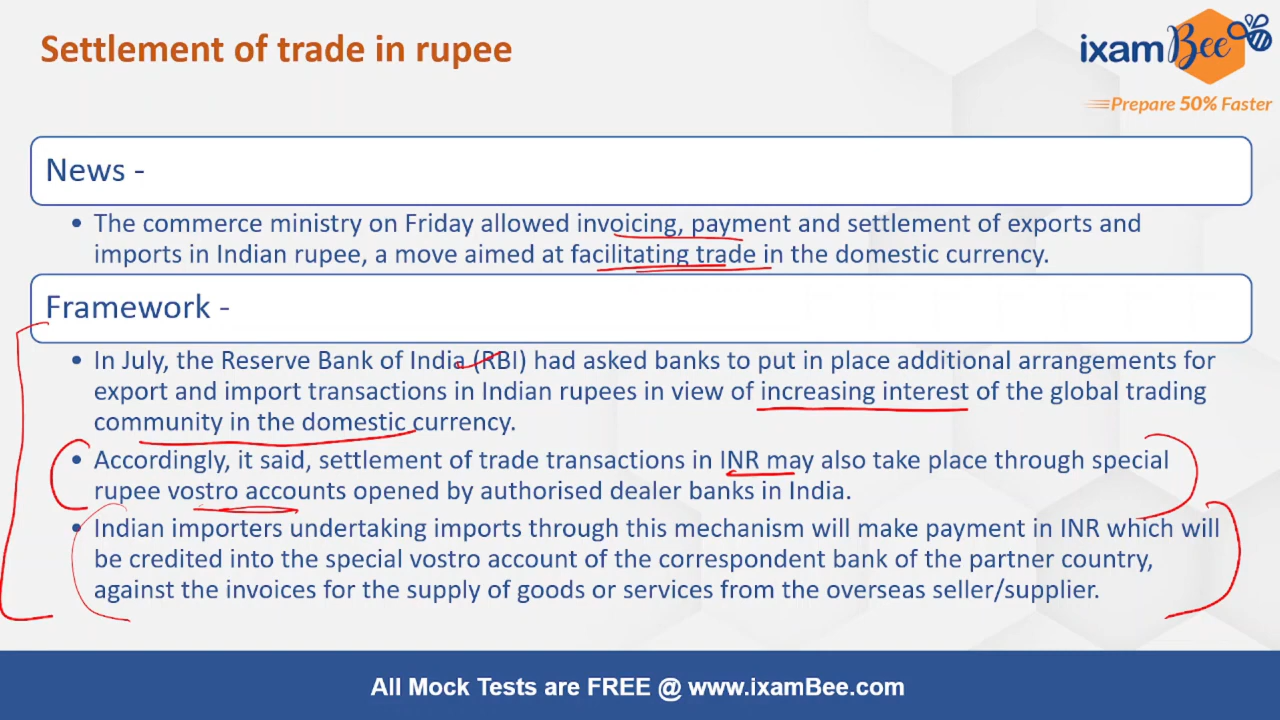 Settlement of trade in rupee
ixamBee
Prepare 50% Faster
News -
• The commerce ministry on Friday allowed invoicing, payment and settlement of exports and
imports in Indian rupee, a move aimed at facilitating trade in the domestic currency.
Framework -
• In July, the Reserve Bank of India (RBI) had asked banks to put in place additional arrangements for
export and import transactions in Indian rupees in view of increasing interest of the global trading
community in the domestic currency.
• Accordingly, it said, settlement of trade transactions in INR may also take place through special
rupee vostro accounts opened by authorised dealer banks in India.
• Indian importers undertaking imports through this mechanism will make payment in INR which will
be credited into the special vostro account of the correspondent bank of the partner country,
against the invoices for the supply of goods or services from the overseas seller/supplier.
All Mock Tests are FREE @ www.ixamBee.com